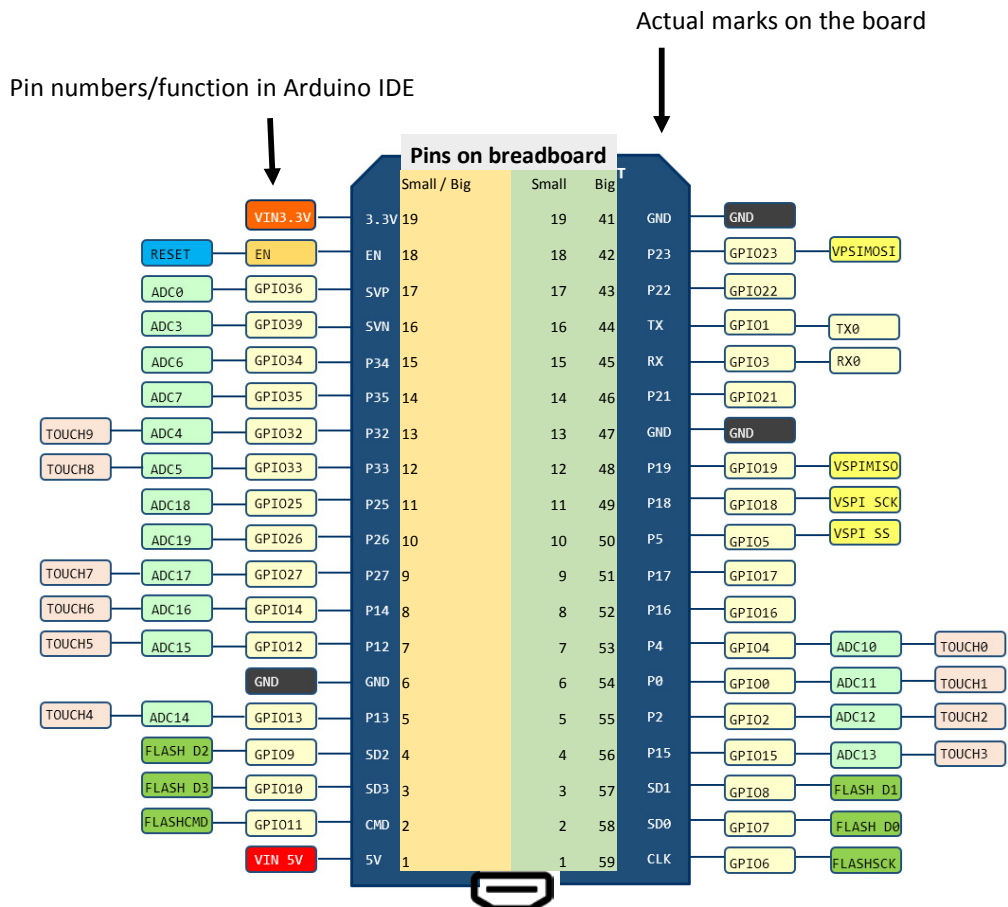 Actual marks on the board
Pin numbers/function in Arduino IDE
Pins on breadboard
T
Small / Big Small Big
VIN3.3V 3.3V 19 19 41 GND GND
RESET EN EN 18 18 42 P23 GPIO23 VPSIMOSI
ADC0 GPIO36 SVP 17 17 43 P22 GPIO22
ADC3 GPIO39 SVN 16 16 44 TX GPIO1 TX0
ADC6 GPIO34 P34 15 15 45 RX GPIO3 RX0
ADC7 GPIO35 P35 14 14 46 P21 GPIO21
TOUCH9 ADC4 GPIO32 P32 13 13 47 GND GND
TOUCH8 ADC5 GPIO33 P33 12 12 48 P19 GPIO19 VSPIMISO
ADC18 GPIO25 P25 11 11 49 P18 GPIO18 VSPI SCK
ADC19 GPIO26 P26 10 10 50 P5 GPIO5 VSPI SS
TOUCH7 ADC17 GPIO27 P27 9 9 51 P17 GPIO17
TOUCH6 ADC16 GPIO14 P14 8 8 52 P16 GPIO16
TOUCH5 ADC15 GPIO12 P12 7 7 53 P4 GPIO4 ADC10 TOUCH0
GND GND 6 6 54 P0 GPIO0 ADC11 TOUCH1
TOUCH4 ADC14 GPIO13 P13 5 5 55 P2 GPIO2 ADC12 TOUCH2
FLASH D2 GPIO9 SD2 4 4 56 P15 GPIO15 ADC13 TOUCH3
FLASH D3 GPIO10 SD3 3 3 57 SD1 GPIO8 FLASH D1
FLASHCMD GPIO11 CMD 2 2 58 SD0 GPIO7 FLASH D0
VIN 5V 5V 1 1 59 CLK GPIO6 FLASHSCK